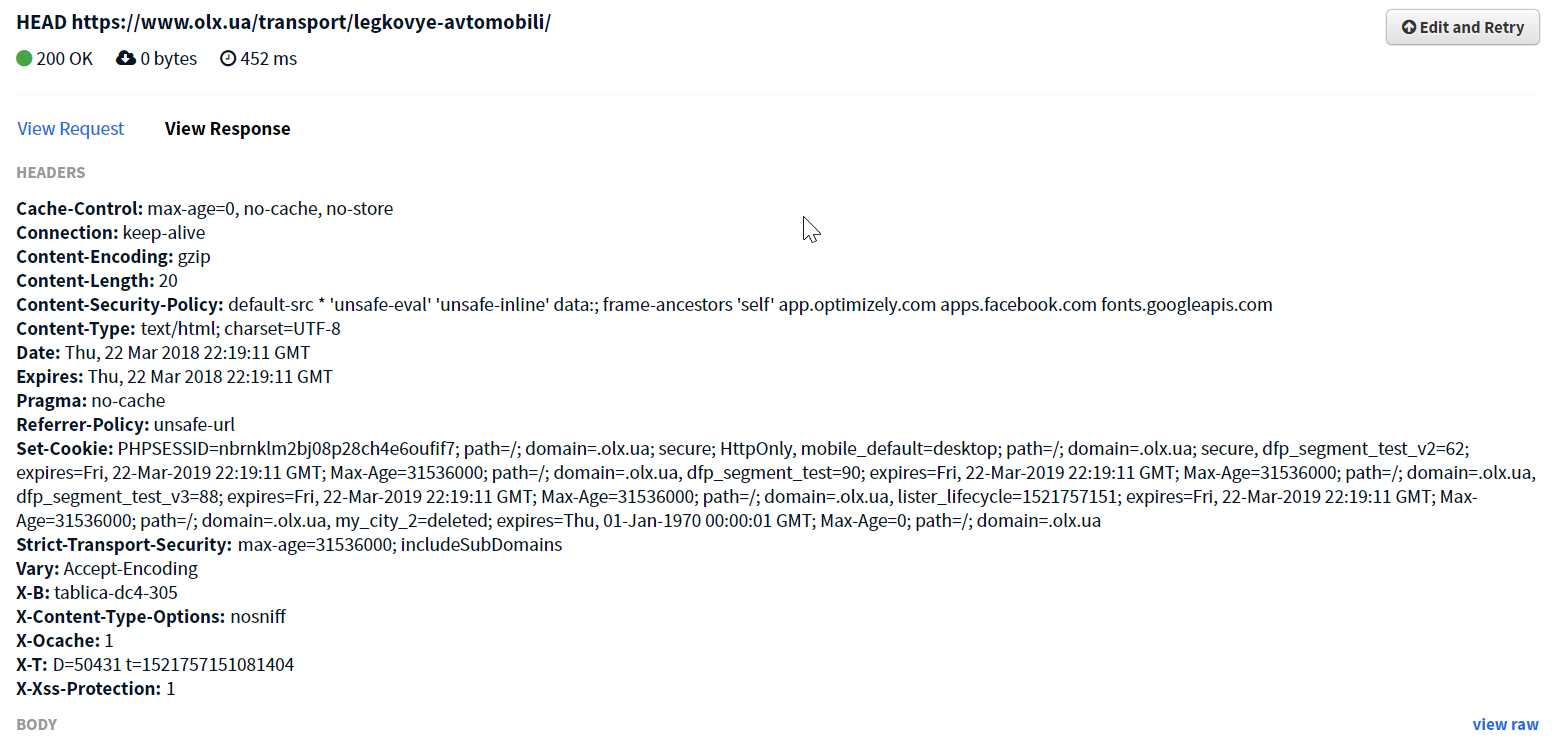 HEAD https://www.olx.ua/transport/legkovye-avtomobili/
Edit and Retry
200 OK 0 bytes 452 ms
View Request View Response
HEADERS
Cache-Control: max-age=0, no-cache, no-store
Connection: keep-alive
Content-Encoding: gzip
Content-Length: 20
Content-Security-Policy: default-src * 'unsafe-eval' 'unsafe-inline' data:; frame-ancestors 'self' app.optimizely.com apps.facebook.com fonts.googleapis.com
Content-Type: text/html; charset=UTF-8
Date: Thu, 22 Mar 2018 22:19:11 GMT
Expires: Thu, 22 Mar 2018 22:19:11 GMT
Pragma: no-cache
Referrer-Policy: unsafe-url
Set-Cookie: PHPSESSID=nbrnklm2bj08p28ch4e6oufif7; path=/; domain=.olx.ua; secure; HttpOnly, mobile_default=desktop; path=/; domain=.olx.ua; secure, dfp_segment_test_v2=62;
expires=Fri, 22-Mar-2019 22:19:11 GMT; Max-Age=31536000; path=/; domain=.olx.ua, dfp_segment_test=90; expires=Fri, 22-Mar-2019 22:19:11 GMT; Max-Age=31536000; path=/; domain=.olx.ua,
dfp_segment_test_v3=88; expires=Fri, 22-Mar-2019 22:19:11 GMT; Max-Age=31536000; path=/; domain=.olx.ua, lister_lifecycle=1521757151; expires=Fri, 22-Mar-2019 22:19:11 GMT; Max-
Age=31536000; path=/; domain=.olx.ua, my_city_2=deleted; expires=Thu, 01-Jan-1970 00:00:01 GMT; Max-Age=0; path=/; domain=.olx.ua
Strict-Transport-Security: max-age=31536000; includeSubDomains
Vary: Accept-Encoding
X-B: tablica-dc4-305
X-Content-Type-Options: nosniff
X-Ocache: 1
X-T: D=50431 t=1521757151081404
X-Xss-Protection: 1
BODY view raw